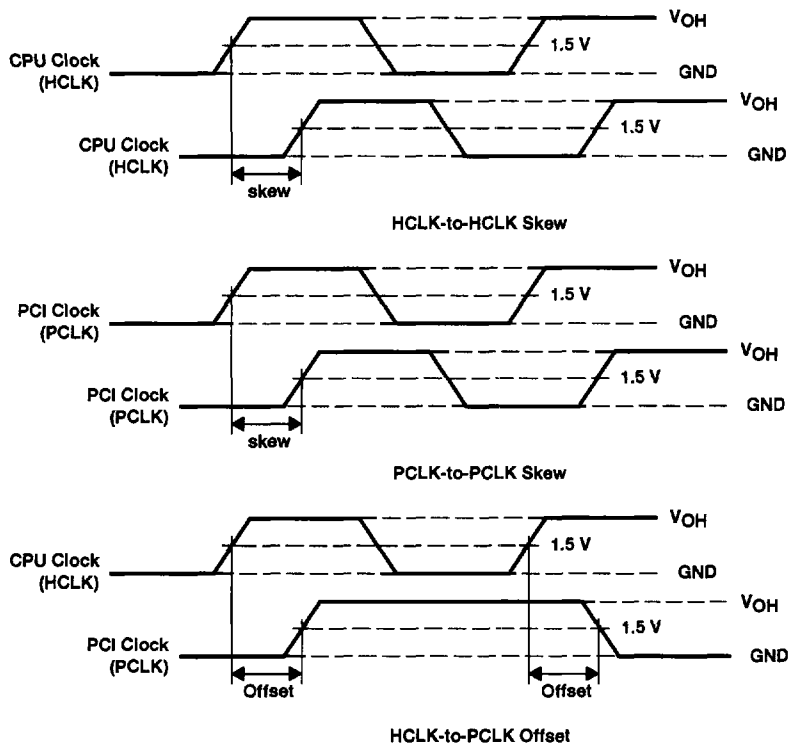 VOH
CPU Clock
(HCLK)
1.5 V
GND
VOH
CPU Clock
(HCLK)
1.5 V
GND
skew
HCLK-to-HCLK Skew
VOH
PCI Clock
(PCLK)
1.5 V
GND
VOH
PCI Clock
(PCLK)
1.5 V
GND
skew
PCLK-to-PCLK Skew
VOH
CPU Clock
(HCLK)
1.5 V
GND
VOH
PCI Clock
(PCLK)
1.5 V
GND
Offset
Offset
HCLK-to-PCLK Offset